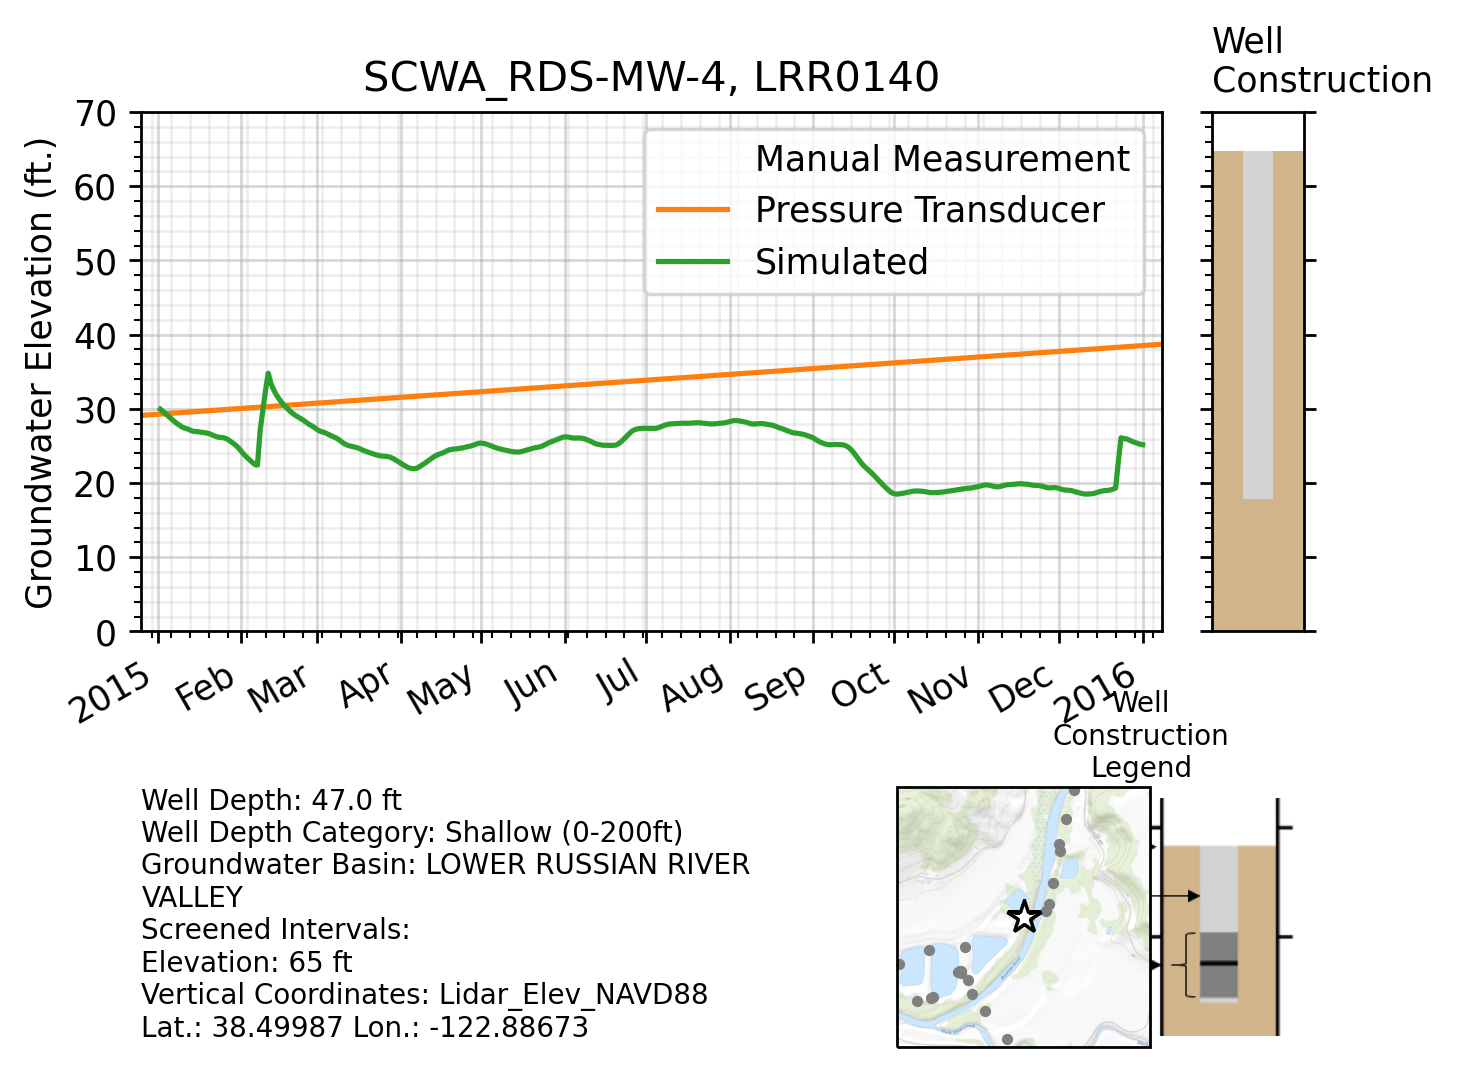 Well
Construction
SCWA_RDS-MW-4, LRR0140
Groundwater Elevation (ft.)
70
60
50
40
30
20
10
0
Manual Measurement
Pressure Transducer
Simulated
2015 Feb Mar Apr May Jun Jul Aug Sep Oct Nov Dec 2016
Well
Construction
Legend
Well Depth: 47.0 ft
Well Depth Category: Shallow (0-200ft)
Groundwater Basin: LOWER RUSSIAN RIVER
VALLEY
Screened Intervals:
Elevation: 65 ft
Vertical Coordinates: Lidar_Elev_NAVD88
Lat.: 38.49987 Lon.: -122.88673